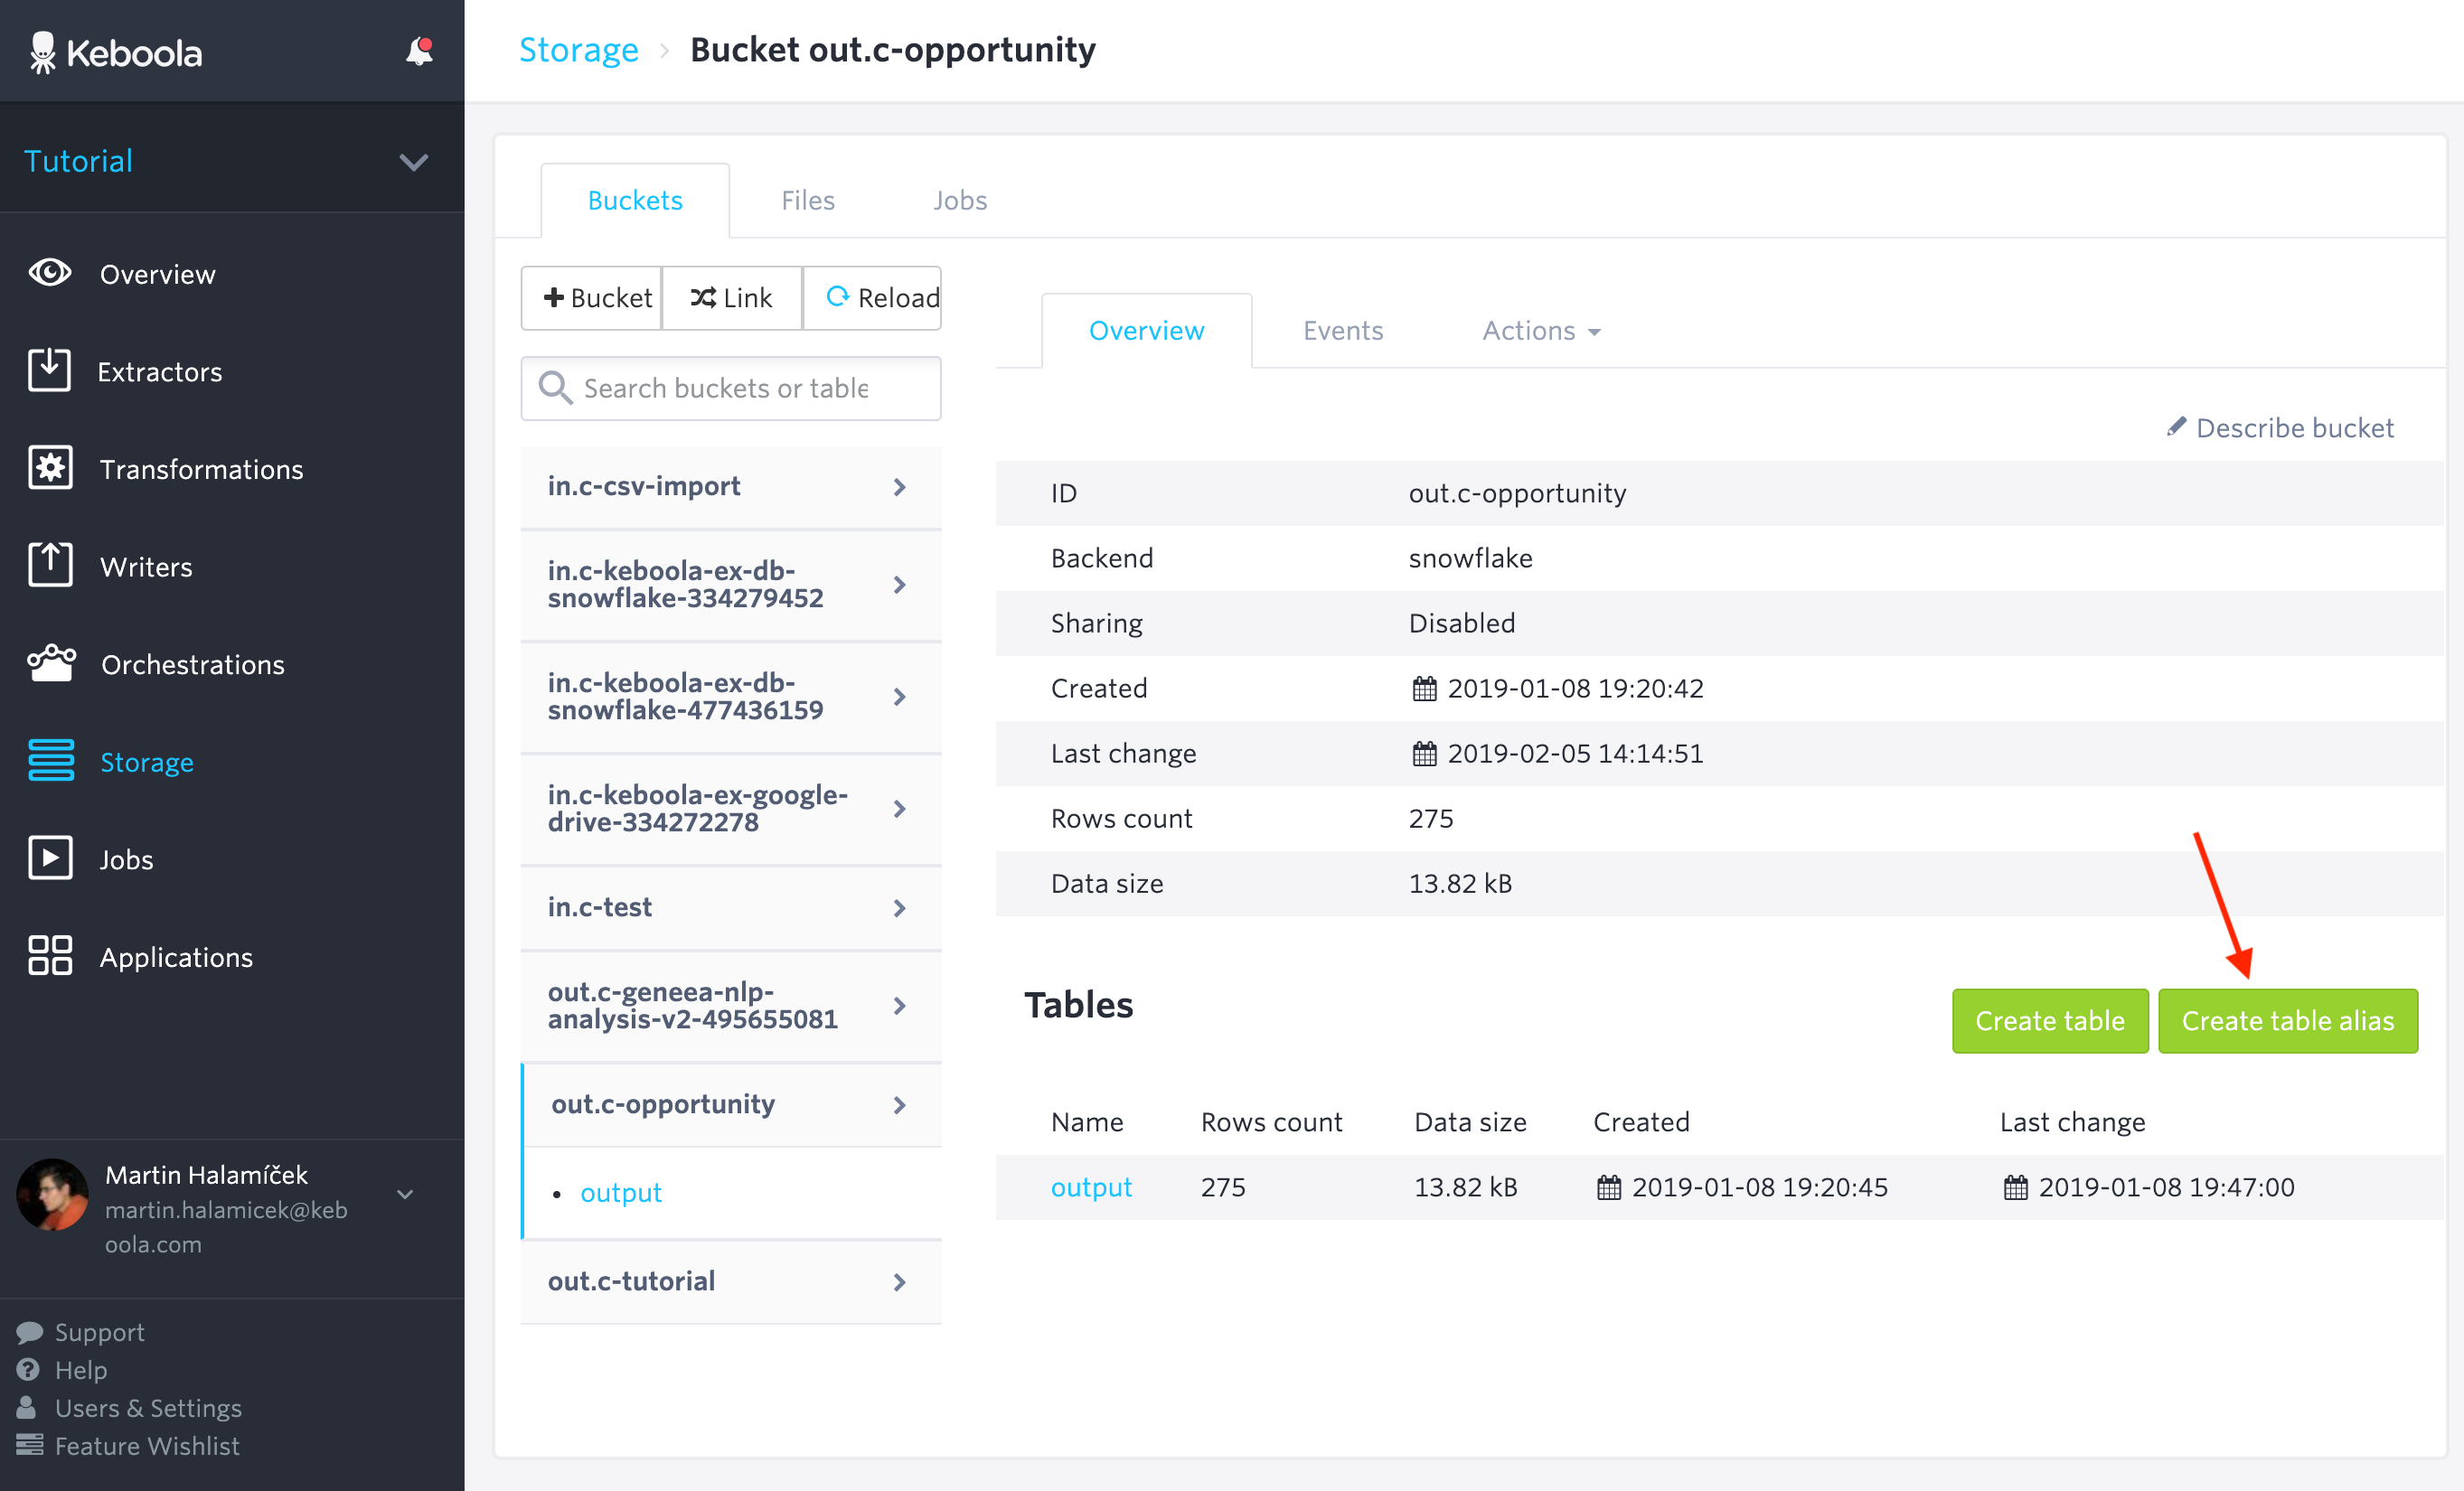 Keboola
Tutorial
Overview
Extractors
Transformations
Writers
Orchestrations
Storage
Jobs
Applications
Martin Halamíček
martin.halamicek@keb
oola.com
Support
Help
Users & Settings
Feature Wishlist
Storage Bucket out.c-opportunity
Buckets Files Jobs
Bucket Link Reload
Search buckets or table
in.c-csv-import
in.c-keboola-ex-db-
snowflake-334279452
in.c-keboola-ex-db-
snowflake-477436159
in.c-keboola-ex-google-
drive-334272278
in.c-test
out.c-geneea-nlp-
analysis-v2-495655081
out.c-opportunity
• output
out.c-tutorial
Overview Events Actions
Describe bucket
ID out.c-opportunity
Backend snowflake
Sharing Disabled
Created 2019-01-08 19:20:42
Last change 2019-02-05 14:14:51
Rows count 275
Data size 13.82 kB
Tables
Create table Create table alias
Name Rows count Data size Created Last change
output 275 13.82 kB 2019-01-08 19:20:45 2019-01-08 19:47:00